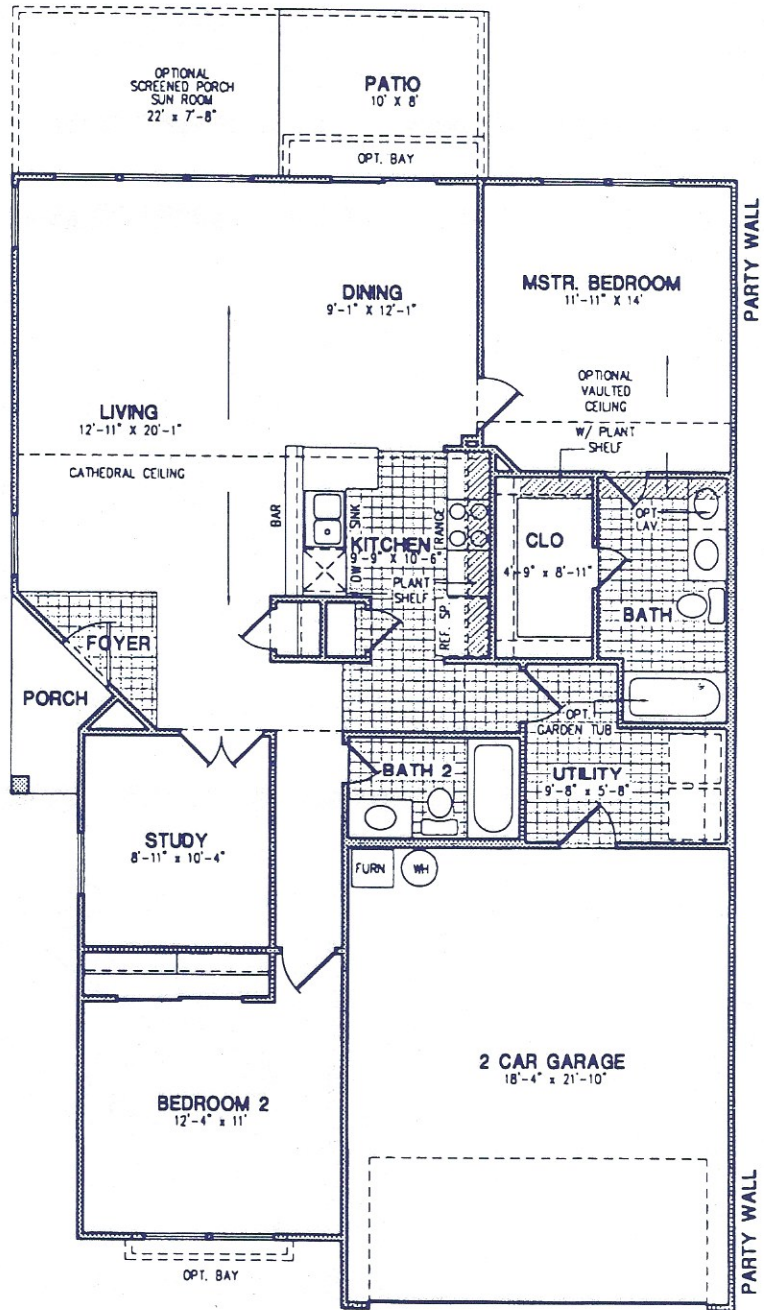 OPTIONAL
SCREENED PORCH
SUN ROOM
22' x 7'-8"
PATIO
10' X 8'
OPT. BAY
PARTY WALL
DINING
9'-1" X 12'-1"
MSTR. BEDROOM
11'-11" X 14'
OPTIONAL
VAULTED
CEILING
W/ PLANT
SHELF
LIVING
12'-11" X 20'-1"
CATHEDRAL CEILING
BAR
SINK
DW
RANGE
KITCHEN
9'-9" X 10'-6"
PLANT
SHELF
REF. SP.
CLO
4'-9" x 8'-11"
OPT.
LAV.
BATH
FOYER
PORCH
OPT.
GARDEN TUB
BATH 2
UTILITY
9'-8" x 5'-8"
STUDY
8'-11" x 10'-4"
FURN
WH
2 CAR GARAGE
18'-4" x 21'-10"
BEDROOM 2
12'-4" x 11'
OPT. BAY
PARTY WALL